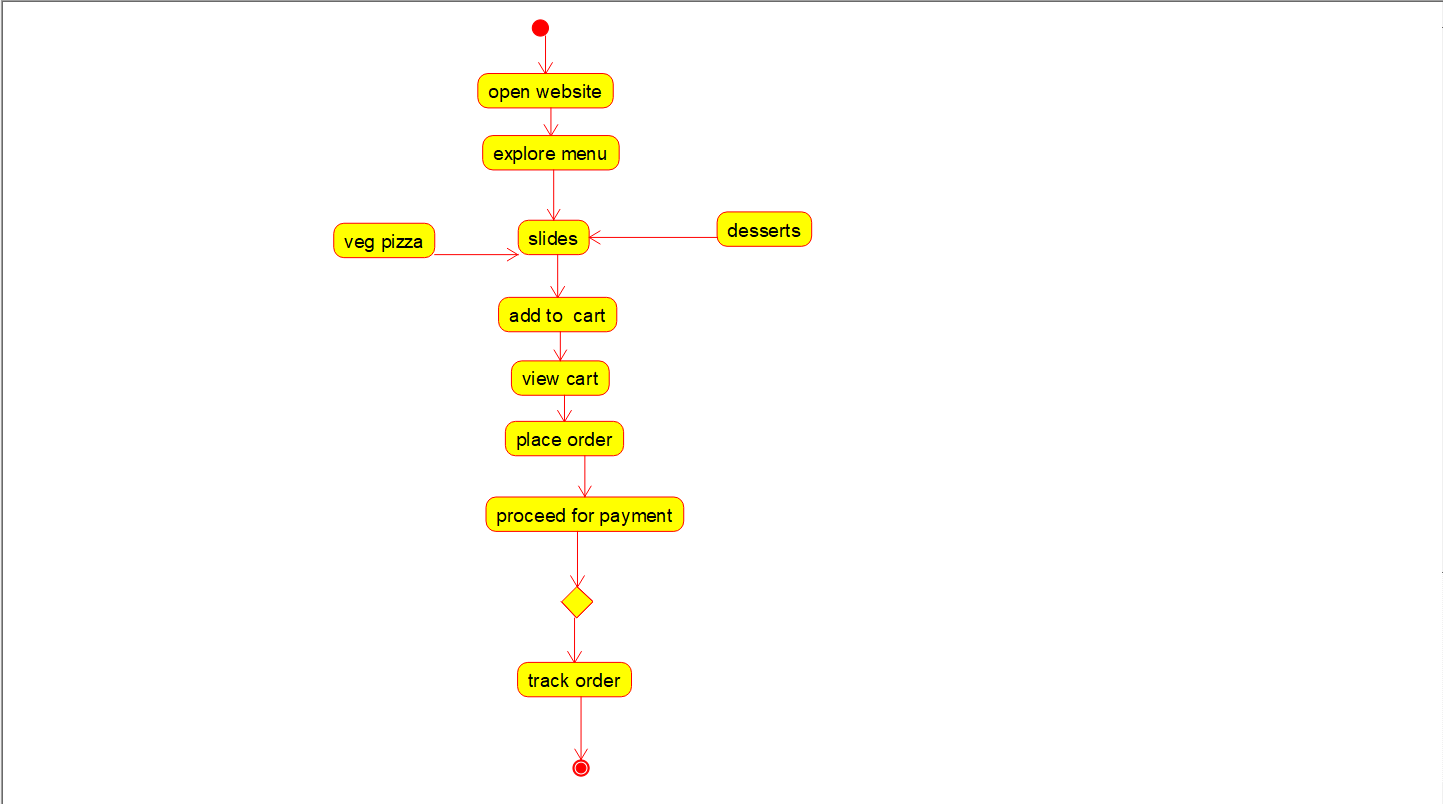 open website
explore menu
veg pizza
slides
desserts
add to  cart
view cart
place order
proceed for payment
track order